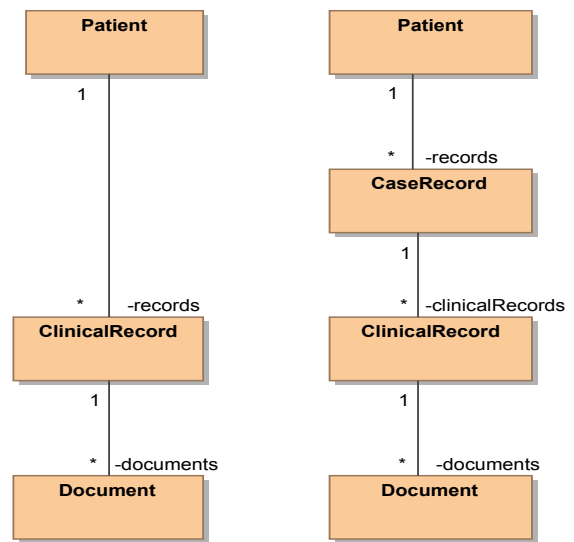 Patient
1
* -records
ClinicalRecord
1
* -documents
Document
Patient
1
* -records
CaseRecord
1
* -clinicalRecords
ClinicalRecord
1
* -documents
Document